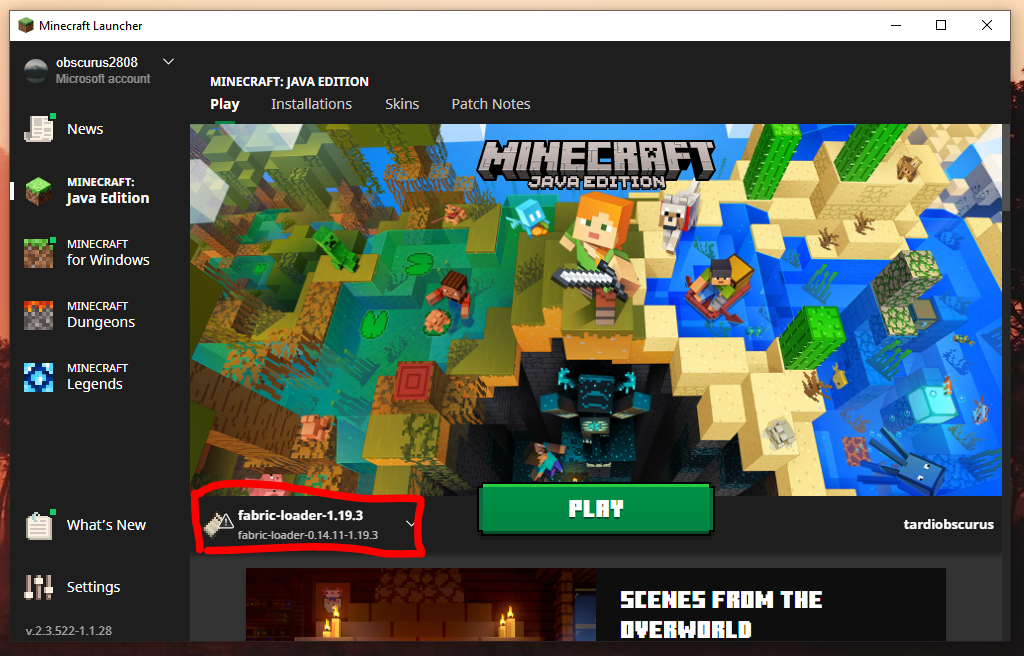 Minecraft Launcher
obscurus2808
Microsoft account
News
MINECRAFT:
Java Edition
MINECRAFT
for Windows
MINECRAFT
Dungeons
MINECRAFT
Legends
What's New
Settings
v.2.3.522-1.1.28
MINECRAFT: JAVA EDITION
Play Installations Skins Patch Notes
MINECRAFT
JAVA EDITION
fabric-loader-1.19.3
fabric-loader-0.14.11-1.19.3
PLAY
tardiobscurus
SCENES FROM THE
OVERWORLD